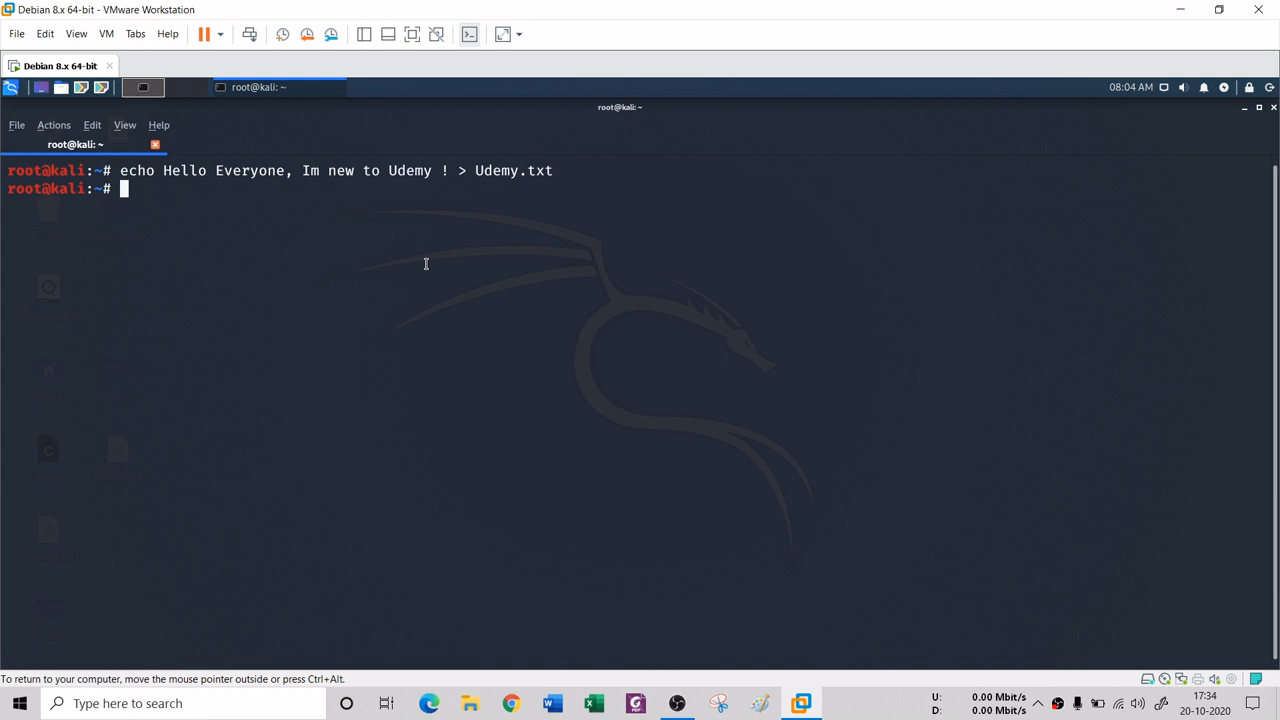 Debian 8.x 64-bit - VMware Workstation
File Edit View VM Tabs Help
Debian 8.x 64-bit
root@kali: ~ 08:04 AM
root@kali: ~
File Actions Edit View Help
root@kali: ~
root@kali:~# echo Hello Everyone, Im new to Udemy ! > Udemy.txt
root@kali:~#
To return to your computer, move the mouse pointer outside or press Ctrl+Alt.
Type here to search
U: 0.00 Mbit/s
D: 0.00 Mbit/s
17:34
20-10-2020